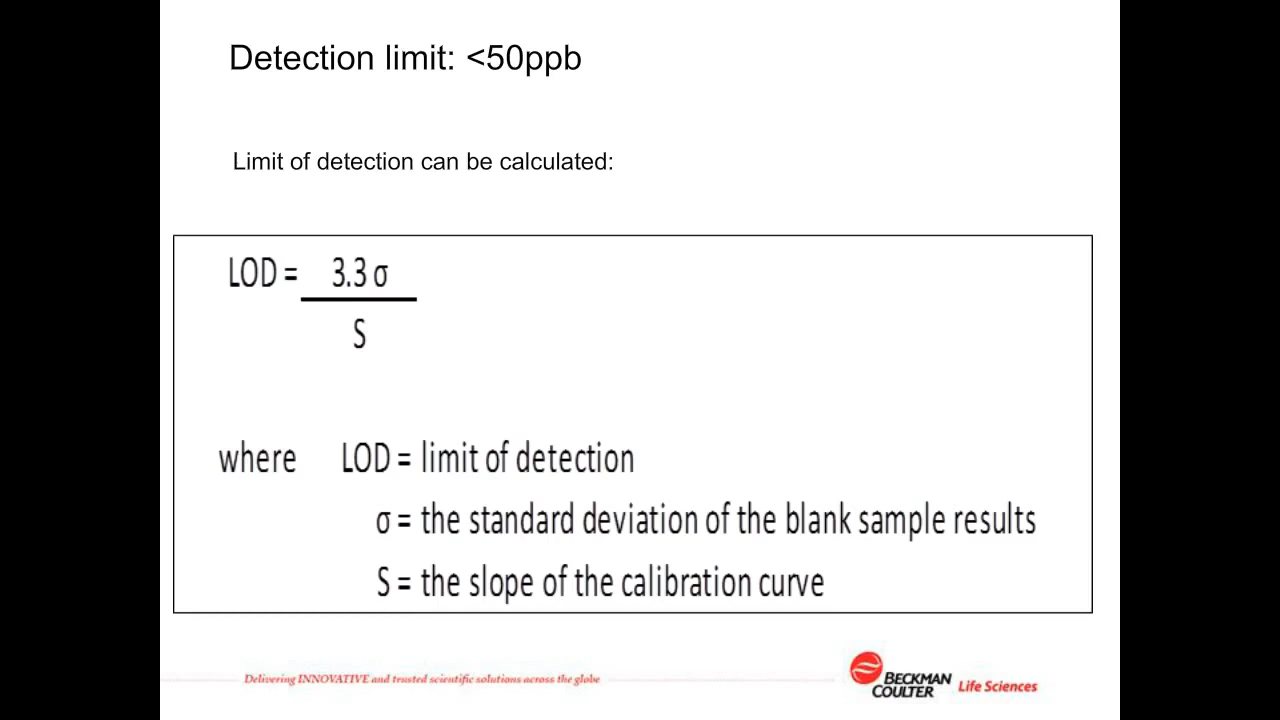 Detection limit: <50ppb
Limit of detection can be calculated:
LOD = 3.3 σ
S
where LOD = limit of detection
σ = the standard deviation of the blank sample results
S = the slope of the calibration curve
Delivering INNOVATIVE and trusted scientific solutions across the globe
BECKMAN
COULTER Life Sciences